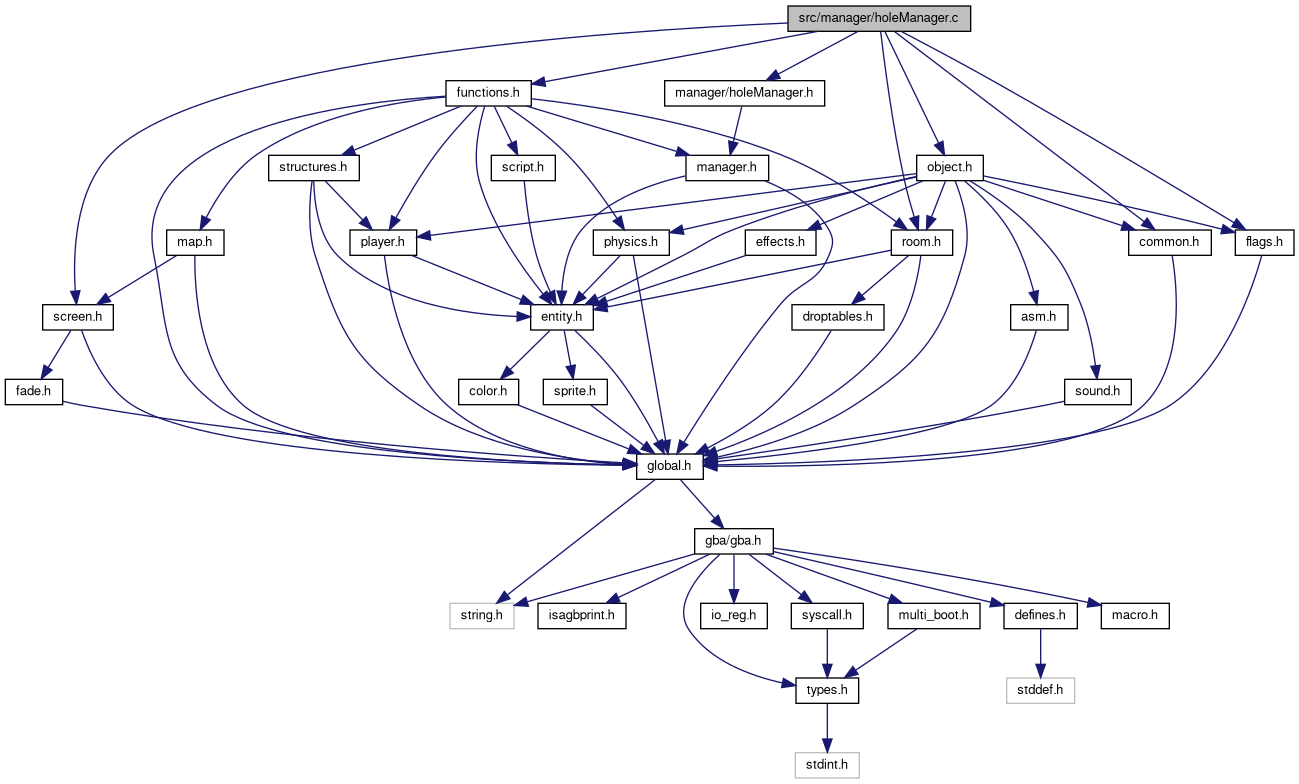 src/manager/holeManager.c
functions.h
manager/holeManager.h
structures.h
script.h
manager.h
object.h
map.h
player.h
physics.h
effects.h
room.h
common.h
flags.h
screen.h
entity.h
droptables.h
asm.h
fade.h
color.h
sprite.h
sound.h
global.h
gba/gba.h
string.h
isagbprint.h
io_reg.h
syscall.h
multi_boot.h
defines.h
macro.h
types.h
stddef.h
stdint.h